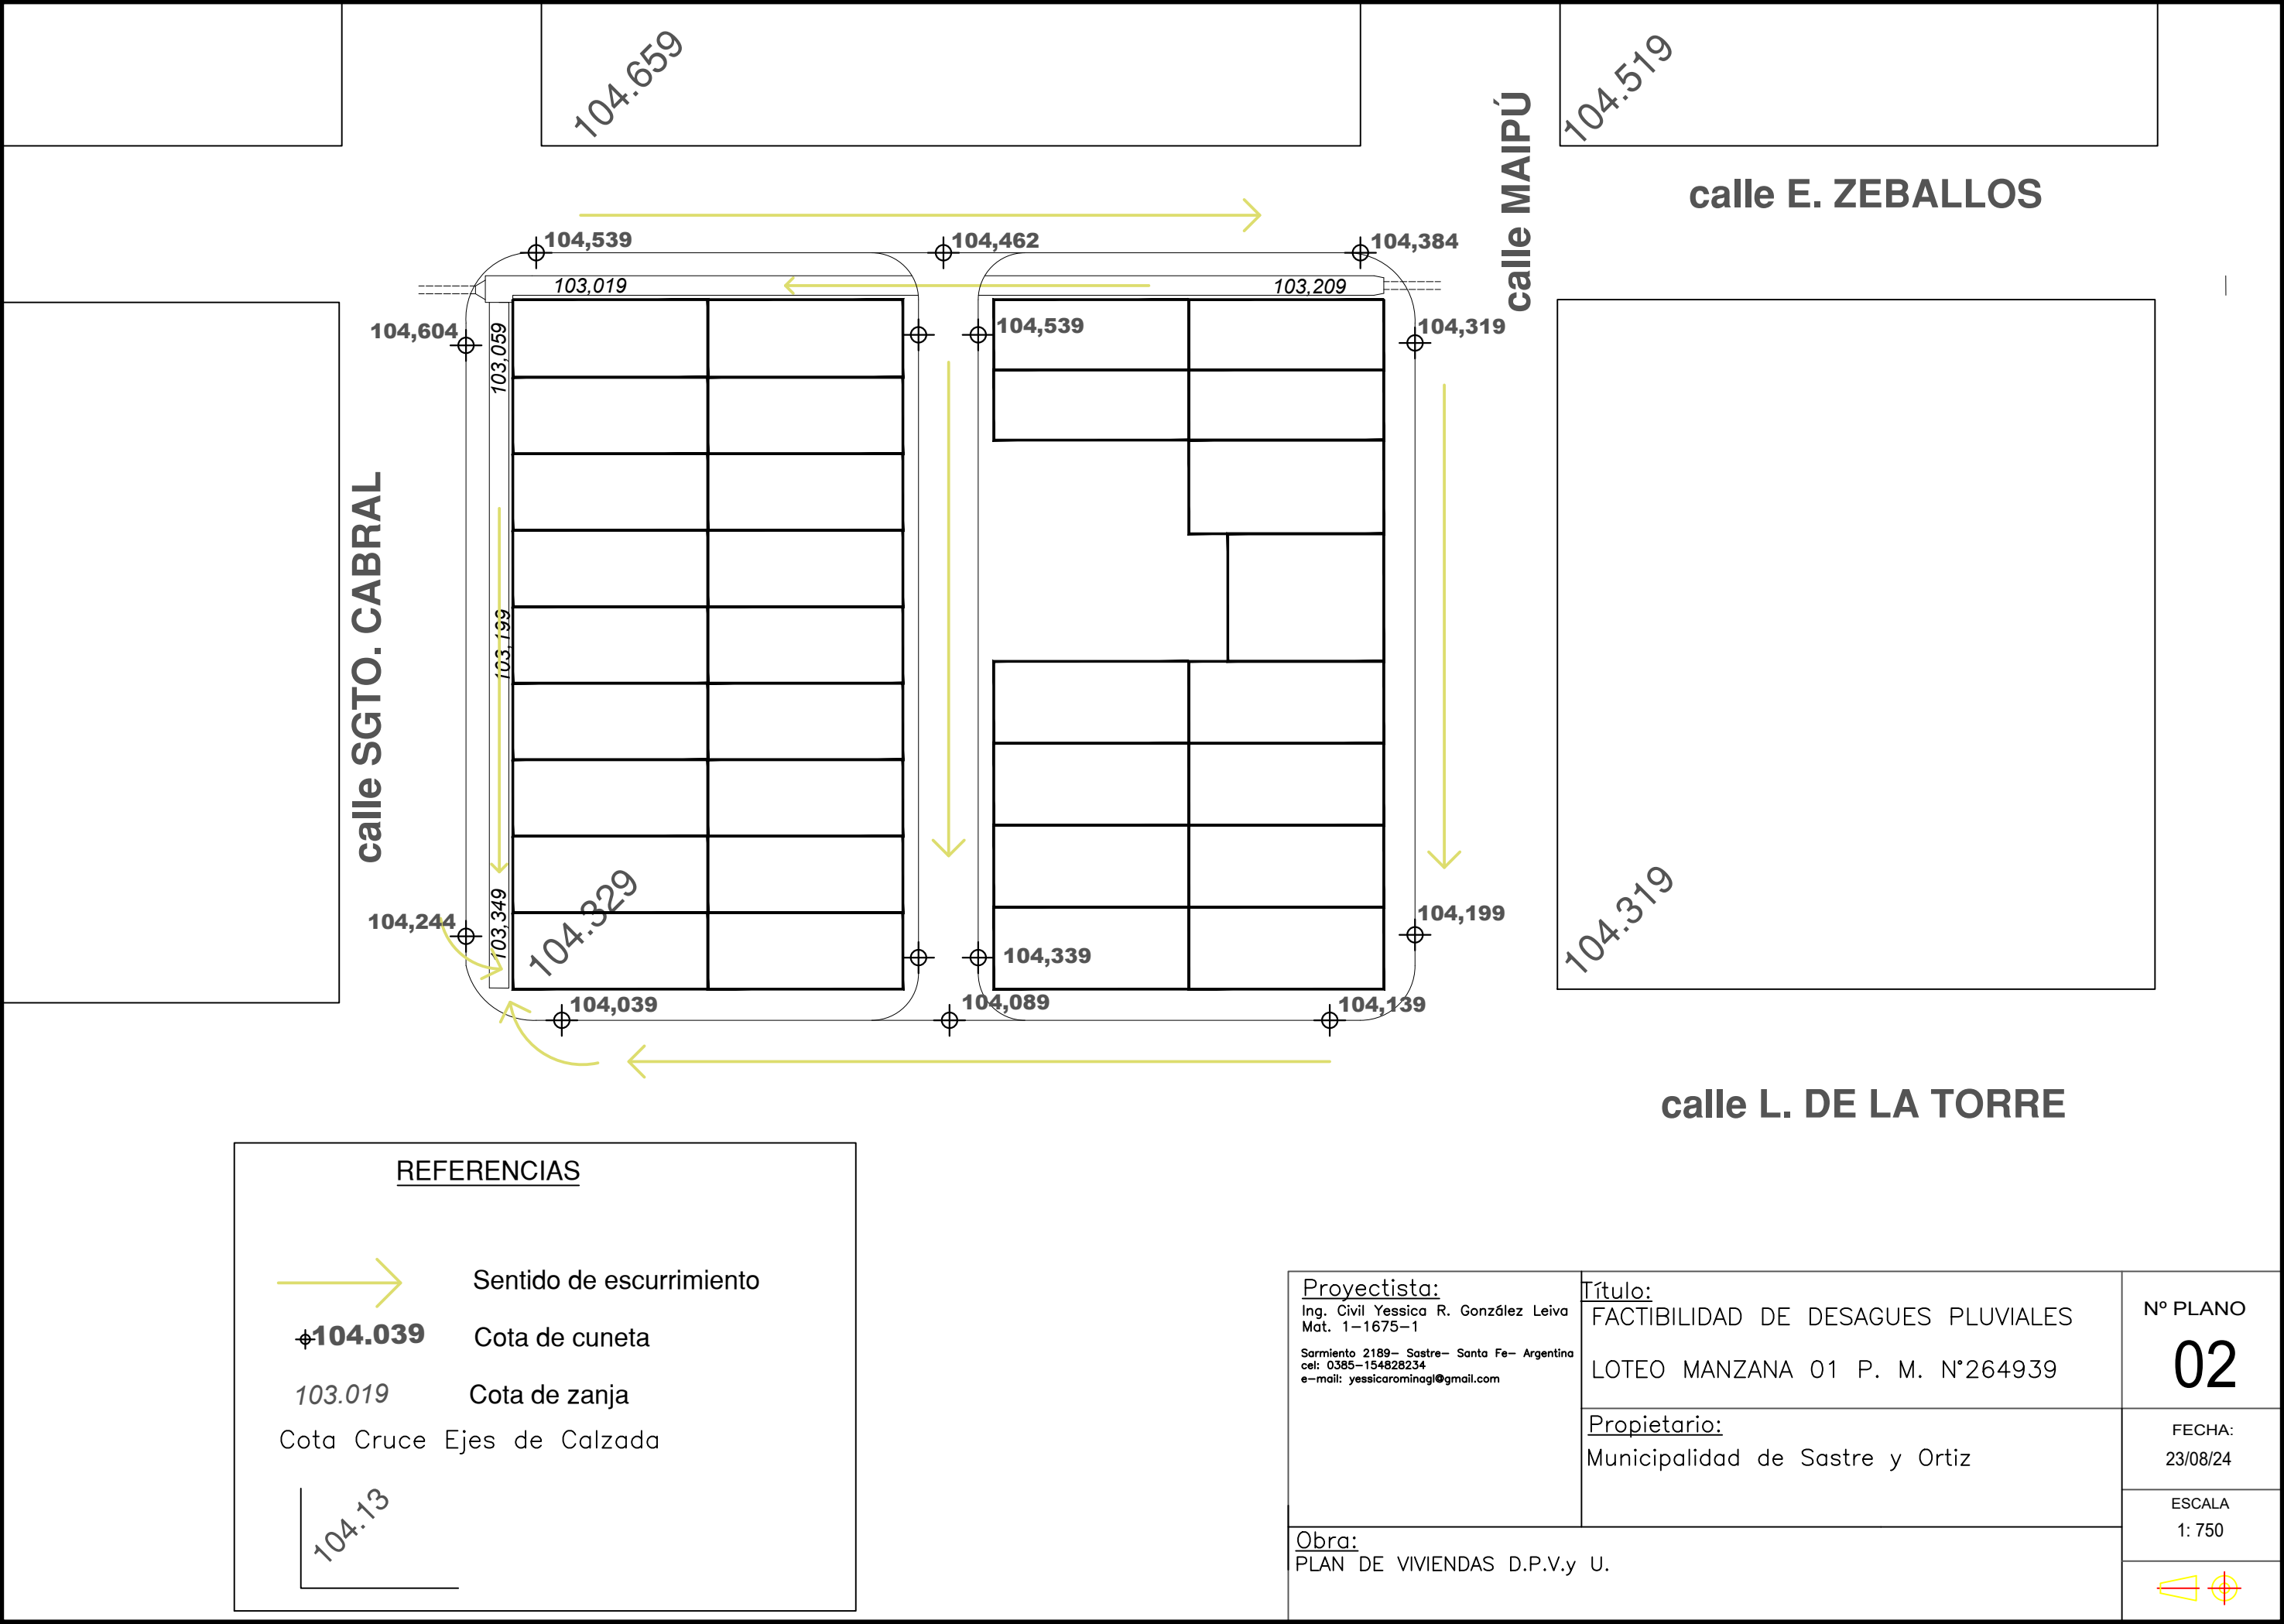 104.659
104.519
calle MAIPÚ
calle E. ZEBALLOS
104,539
104,462
104,384
103,019
103,209
104,604
103,059
104,539
104,319
calle SGTO. CABRAL
103,199
103,349
104.329
104.319
104,244
104,199
104,339
104,039
104,089
104,139
calle L. DE LA TORRE
REFERENCIAS
Sentido de escurrimiento
104.039 Cota de cuneta
103.019 Cota de zanja
Cota Cruce Ejes de Calzada
104.13
Proyectista:
Ing. Civil Yessica R. González Leiva
Mat. 1-1675-1
Sarmiento 2189- Sastre- Santa Fe- Argentina
cel: 0385-154828234
e-mail: yessicarominagl@gmail.com
Título:
FACTIBILIDAD DE DESAGUES PLUVIALES
LOTEO MANZANA 01 P. M. N°264939
Propietario:
Municipalidad de Sastre y Ortiz
Obra:
PLAN DE VIVIENDAS D.P.V.y U.
Nº PLANO
02
FECHA:
23/08/24
ESCALA
1: 750